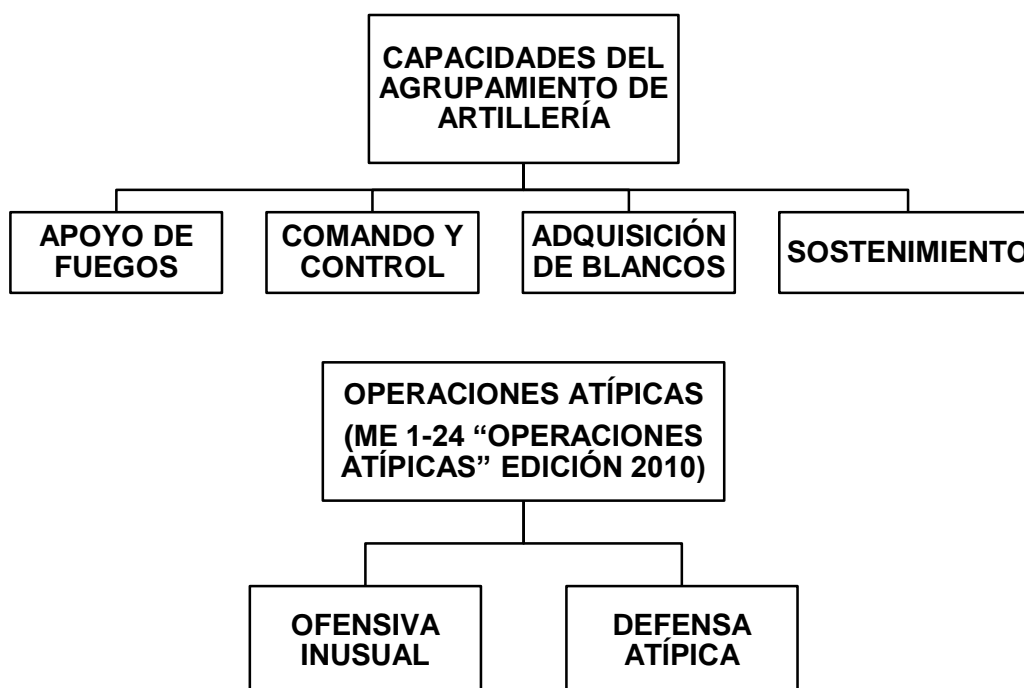 CAPACIDADES DEL
AGRUPAMIENTO DE
ARTILLERÍA
APOYO DE
FUEGOS
COMANDO Y
CONTROL
ADQUISICIÓN
DE BLANCOS
SOSTENIMIENTO
OPERACIONES ATÍPICAS
(ME 1-24 “OPERACIONES
ATÍPICAS” EDICIÓN 2010)
OFENSIVA
INUSUAL
DEFENSA
ATÍPICA